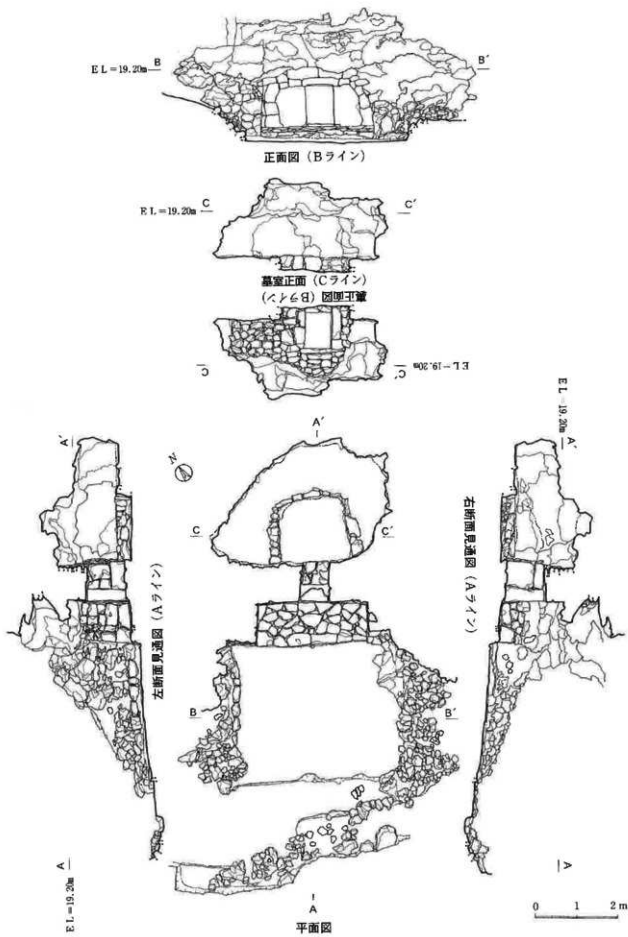 B
B′
EL=19.20m
正面図(Bライン)
C
C′
EL=19.20m
墓室正面(Cライン)
裏正面図(Bライン)
C
C′
EL=19.20m
EL=19.20m
A′
A′
A′
N
C
C′
左断面見通図(Aライン)
右断面見通図(Aライン)
B
B′
A
A
A
EL=19.20m
平面図
0 1 2m